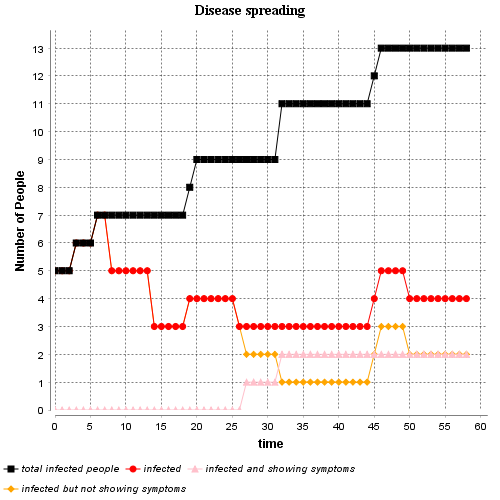 Disease spreading
Number of People
13
12
11
10
9
8
7
6
5
4
3
2
1
0
0 5 10 15 20 25 30 35 40 45 50 55 60
time
total infected people infected infected and showing symptoms
infected but not showing symptoms